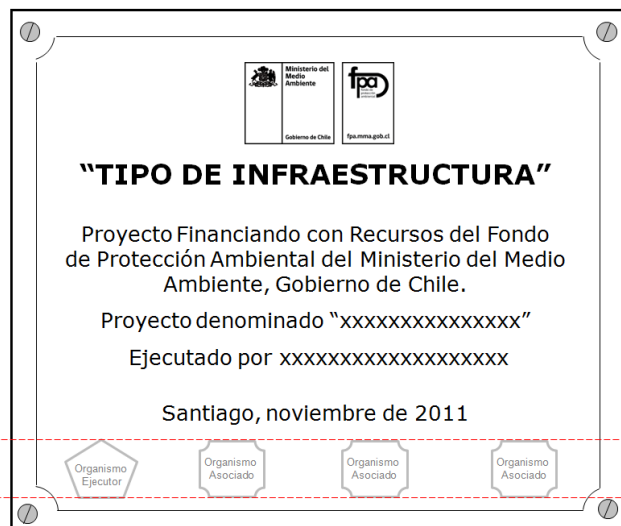 Ministerio del
Medio
Ambiente
Gobierno de Chile
fpa
fpa.mma.gob.cl
“TIPO DE INFRAESTRUCTURA”
Proyecto Financiando con Recursos del Fondo
de Protección Ambiental del Ministerio del Medio
Ambiente, Gobierno de Chile.
Proyecto denominado “xxxxxxxxxxxxxxx”
Ejecutado por xxxxxxxxxxxxxxxxxxx
Santiago, noviembre de 2011
Organismo
Ejecutor
Organismo
Asociado
Organismo
Asociado
Organismo
Asociado